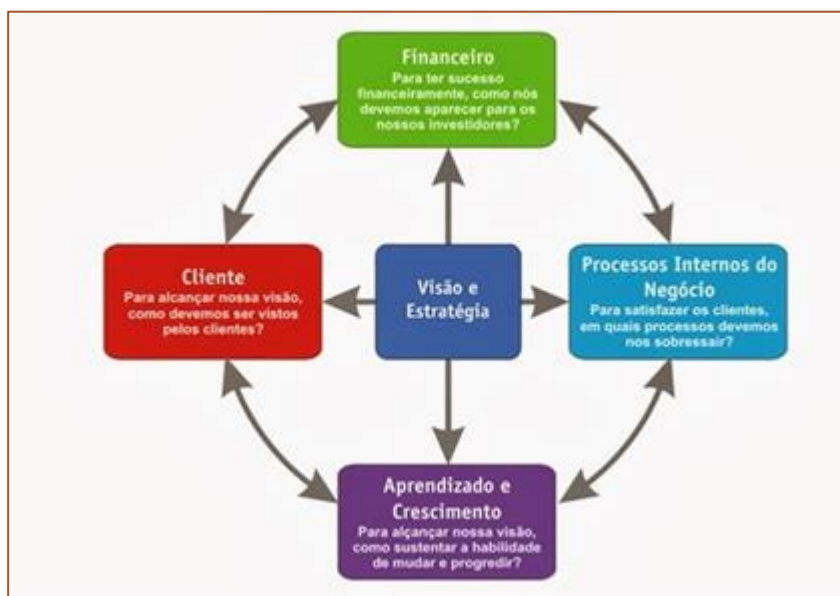 Financeiro
Para ter sucesso
financeiramente, como nós
devemos aparecer para os
nossos investidores?
Cliente
Para alcançar nossa visão,
como devemos ser vistos
pelos clientes?
Visão e
Estratégia
Processos Internos do
Negócio
Para satisfazer os clientes,
em quais processos devemos
nos sobressair?
Aprendizado e
Crescimento
Para alçançar nossa visão,
como sustentar a habilidade
de mudar e progredir?